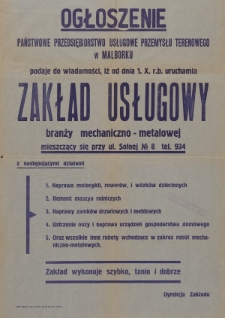 OGŁOSZENIE
PAŃSTWOWE PRZEDSIĘBIORSTWO USŁUGOWE PRZEMYSŁU TERENOWEGO
w MALBORKU
podaje do wiadomości, iż od dnia 1. X. r.b. uruchamia
ZAKŁAD USŁUGOWY
branży mechaniczno-metalowej
mieszczący się przy ul. Solnej № 8 tel. 934
z następującymi działami
1. Naprawa motocykli, rowerów, i wózków dziecinnych
2. Remont maszyn rolniczych
3. Naprawy zamków drzwiowych i meblowych
4. Ostrzenie noży i naprawa urządzeń gospodarstwa domowego
5. Oraz wszelkie inne roboty wchodzące w zakres robót mecha-
niczno-metalowych.
Zakład wykonuje szybko, tanio i dobrze
Dyrekcja Zakładu